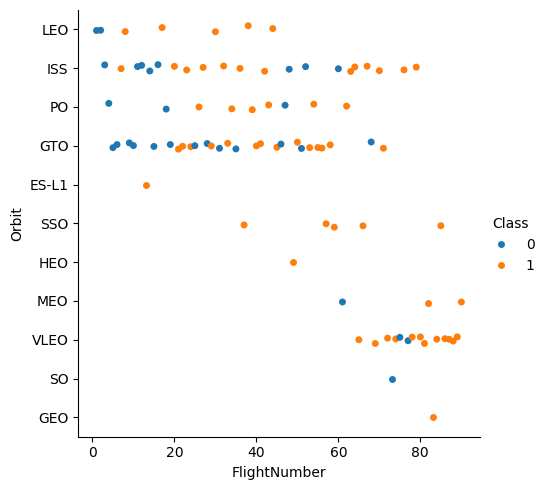 LEO
ISS
PO
GTO
ES-L1
SSO
HEO
MEO
VLEO
SO
GEO
Orbit
0 20 40 60 80
FlightNumber
Class
0
1